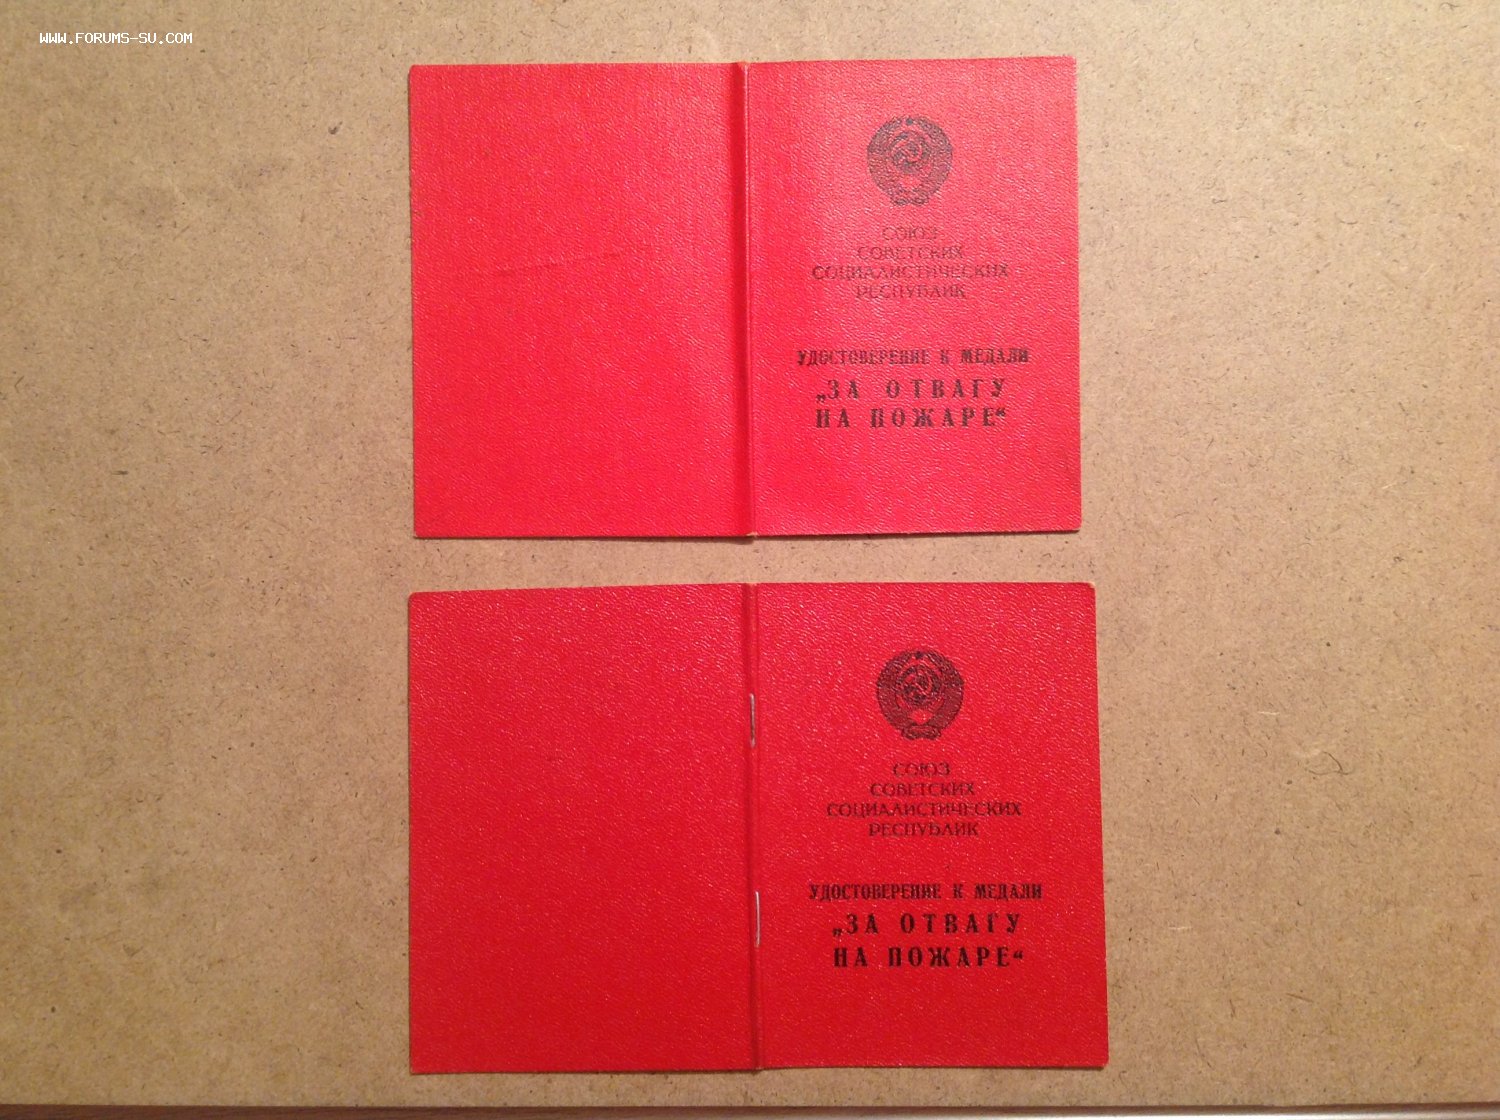 WWW.FORUMS-SU.COM
СОЮЗ
СОВЕТСКИХ
СОЦИАЛИСТИЧЕСКИХ
РЕСПУБЛИК
УДОСТОВЕРЕНИЕ К МЕДАЛИ
„ЗА ОТВАГУ
НА ПОЖАРЕ“
СОЮЗ
СОВЕТСКИХ
СОЦИАЛИСТИЧЕСКИХ
РЕСПУБЛИК
УДОСТОВЕРЕНИЕ К МЕДАЛИ
„ЗА ОТВАГУ
НА ПОЖАРЕ“